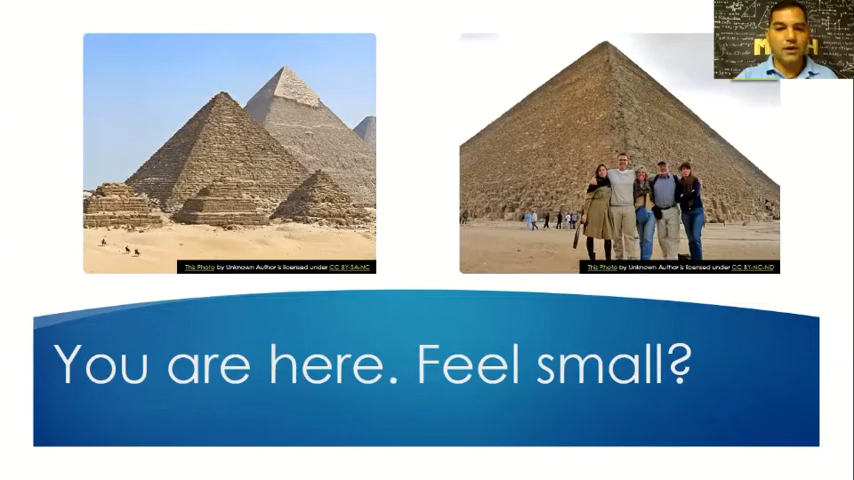 This Photo by Unknown Author is licensed under CC BY-SA-NC
This Photo by Unknown Author is licensed under CC BY-NC-ND
You are here. Feel small?